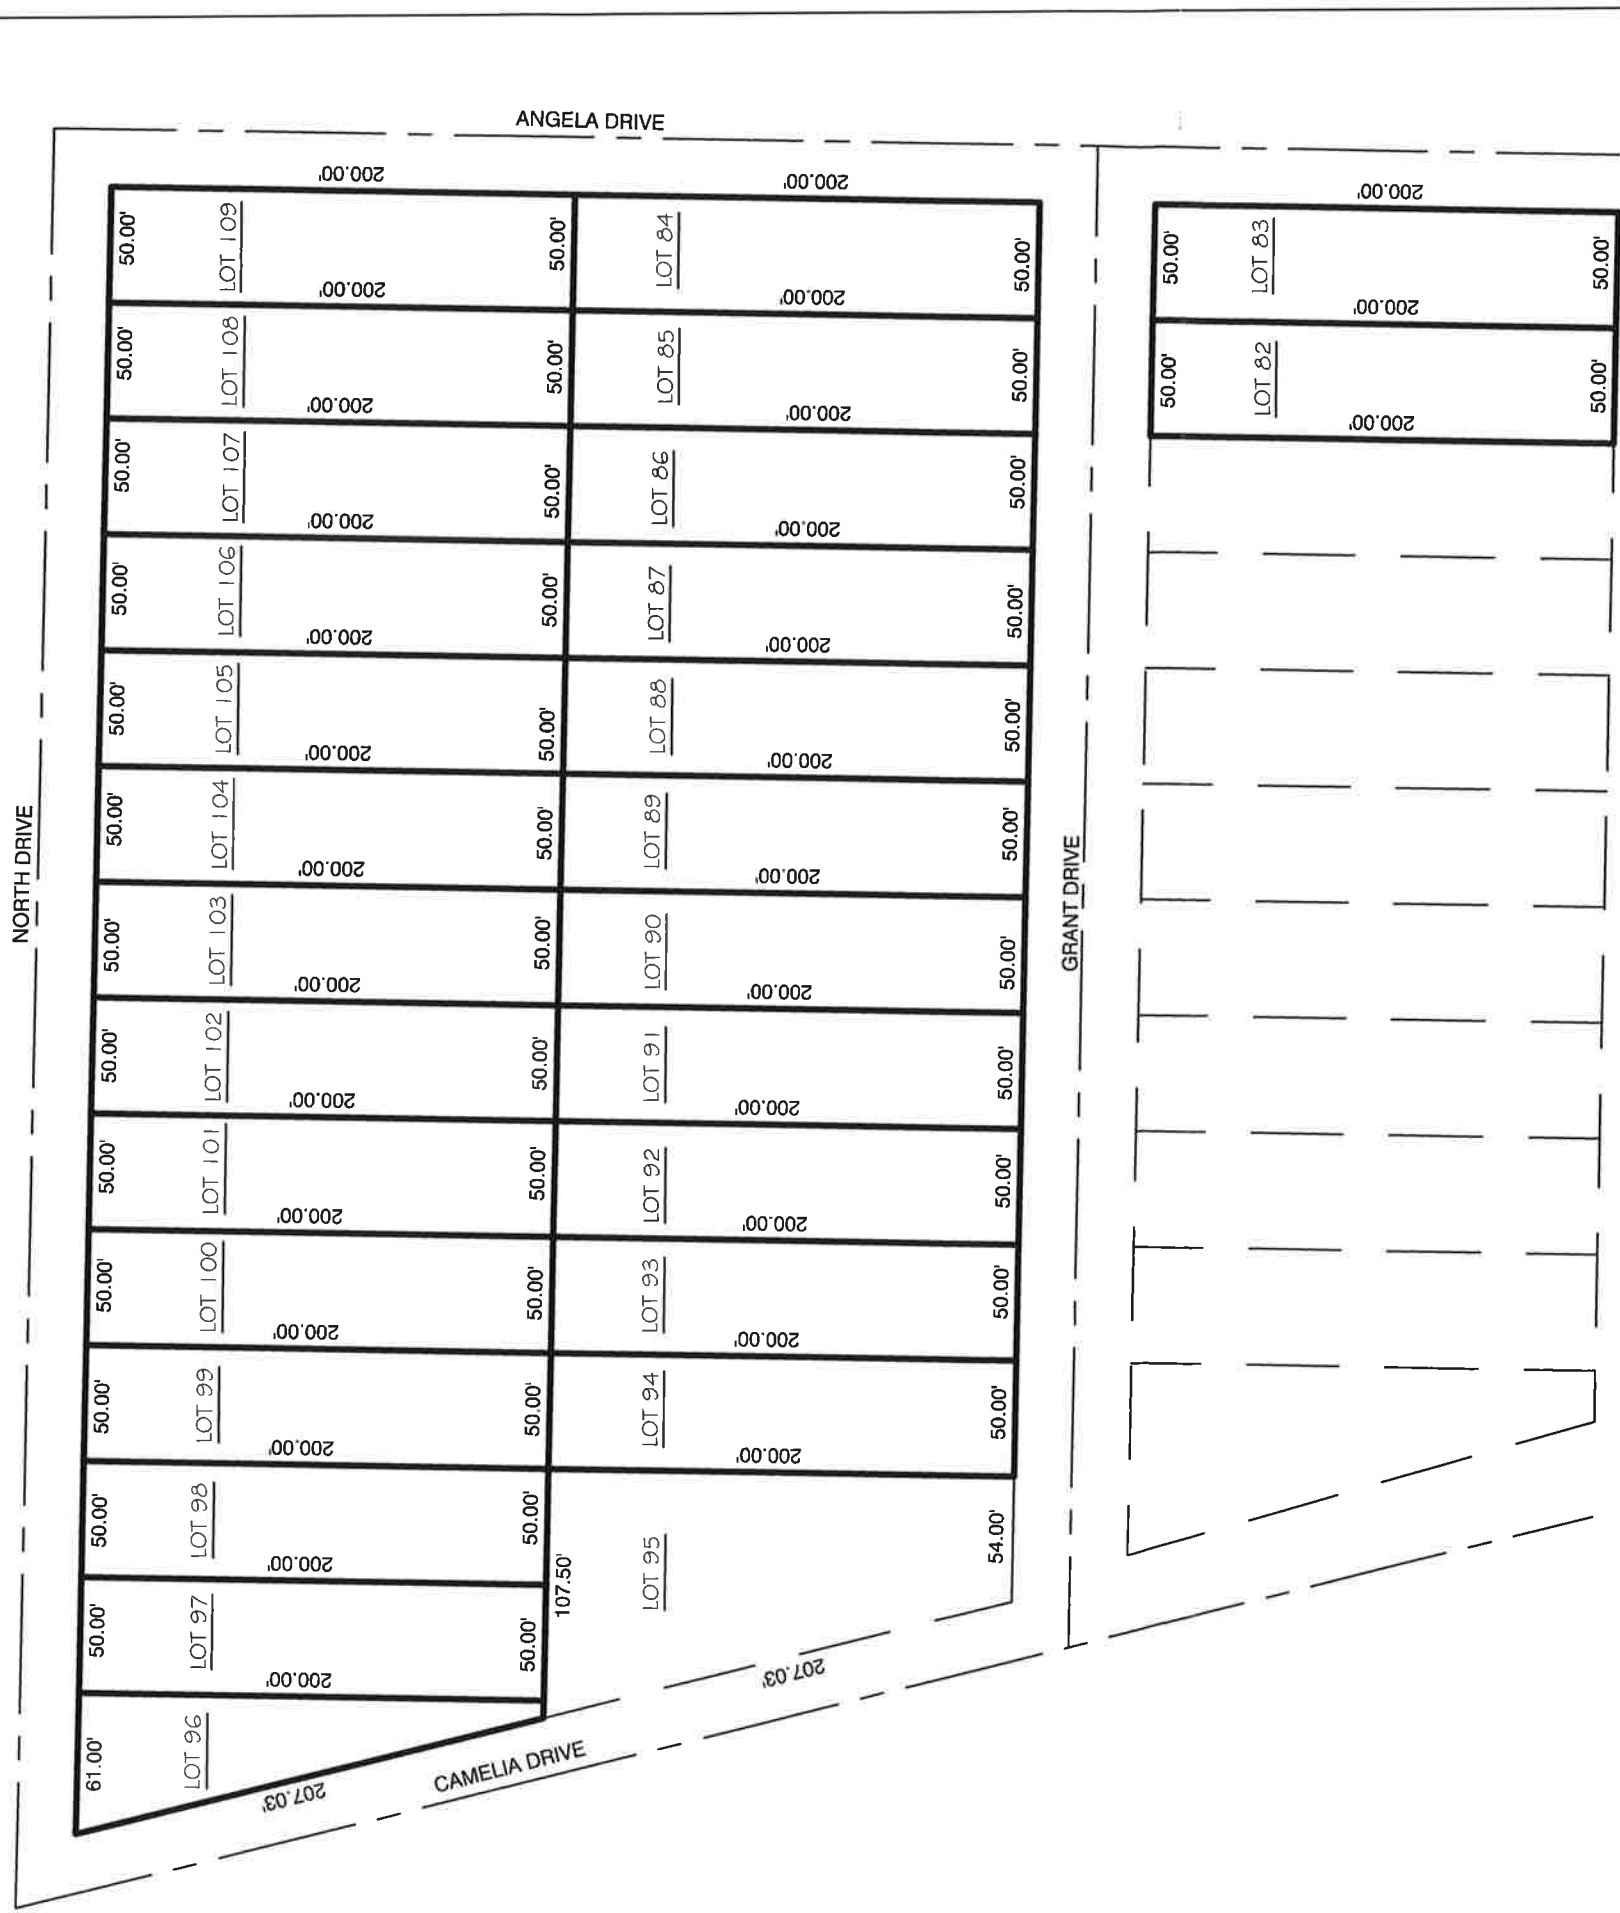 ANGELA DRIVE
NORTH DRIVE
GRANT DRIVE
CAMELIA DRIVE
200.00'
50.00'
LOT 109
50.00'
200.00'
50.00'
LOT 108
50.00'
200.00'
50.00'
LOT 107
50.00'
200.00'
50.00'
LOT 106
50.00'
200.00'
50.00'
LOT 105
50.00'
200.00'
50.00'
LOT 104
50.00'
200.00'
50.00'
LOT 103
50.00'
200.00'
50.00'
LOT 102
50.00'
200.00'
50.00'
LOT 101
50.00'
200.00'
50.00'
LOT 100
50.00'
200.00'
50.00'
LOT 99
50.00'
200.00'
50.00'
LOT 98
50.00'
200.00'
50.00'
LOT 97
50.00'
200.00'
61.00'
LOT 96
207.03'
200.00'
LOT 84
50.00'
200.00'
LOT 85
50.00'
200.00'
LOT 86
50.00'
200.00'
LOT 87
50.00'
200.00'
LOT 88
50.00'
200.00'
LOT 89
50.00'
200.00'
LOT 90
50.00'
200.00'
LOT 91
50.00'
200.00'
LOT 92
50.00'
200.00'
LOT 93
50.00'
200.00'
LOT 94
50.00'
200.00'
107.50'
LOT 95
54.00'
207.03'
200.00'
50.00'
LOT 83
50.00'
200.00'
50.00'
LOT 82
50.00'
200.00'